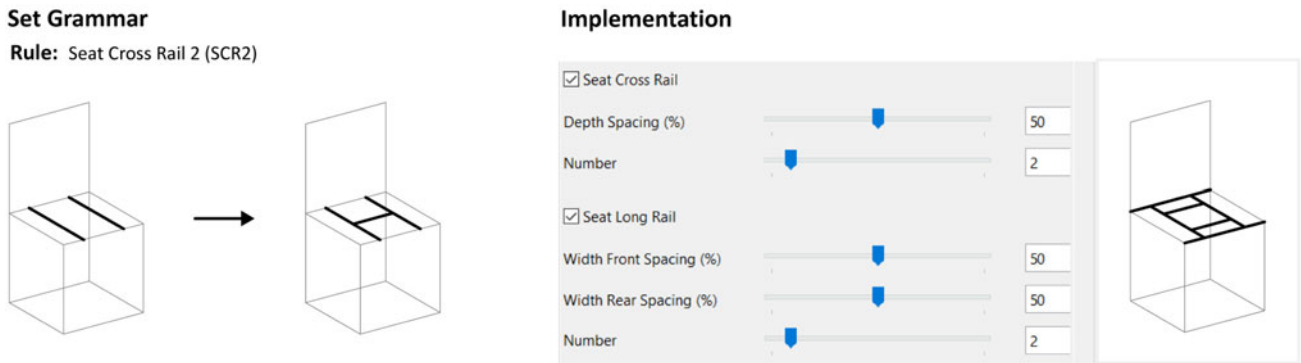 Set Grammar
Rule: Seat Cross Rail 2 (SCR2)
Implementation
Seat Cross Rail
Depth Spacing (%) 50
Number 2
Seat Long Rail
Width Front Spacing (%) 50
Width Rear Spacing (%) 50
Number 2